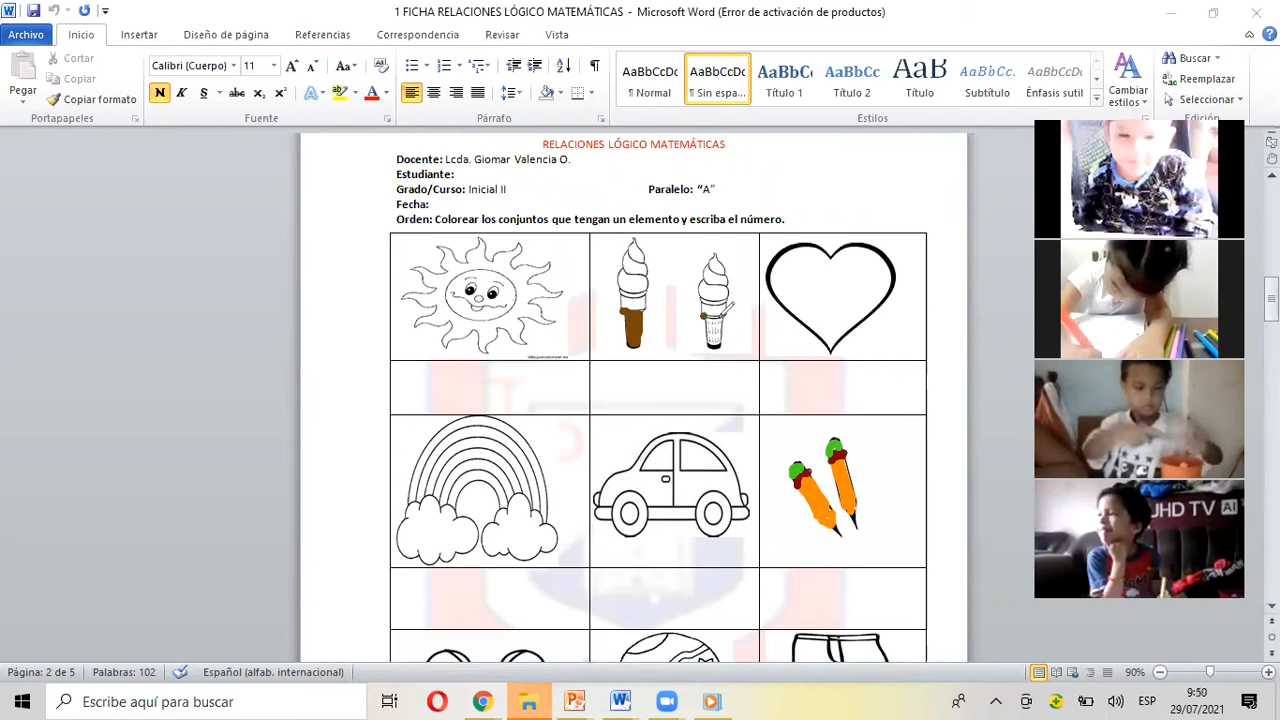 1 FICHA RELACIONES LÓGICO MATEMÁTICAS - Microsoft Word (Error de activación de productos)
Archivo Inicio Insertar Diseño de página Referencias Correspondencia Revisar Vista
Cortar
Copiar
Copiar formato
Pegar
Portapapeles
Calibri (Cuerpo) 11
N K S abc x₂ x²
Fuente
Párrafo
AaBbCcDc AaBbCcDc AaBbC AaBbCc AaB AaBbCc. AaBbCcDc
¶ Normal ¶ Sin espa... Título 1 Título 2 Título Subtítulo Énfasis sutil
Cambiar estilos
Estilos
Buscar
Reemplazar
Seleccionar
Edición
RELACIONES LÓGICO MATEMÁTICAS
Docente: Lcda. Giomar Valencia O.
Estudiante:
Grado/Curso: Inicial II Paralelo: “A”
Fecha:
Orden: Colorear los conjuntos que tengan un elemento y escriba el número.
UHD TV AI
Página: 2 de 5 Palabras: 102 Español (alfab. internacional) 90%
Escribe aquí para buscar
ESP
9:50
29/07/2021